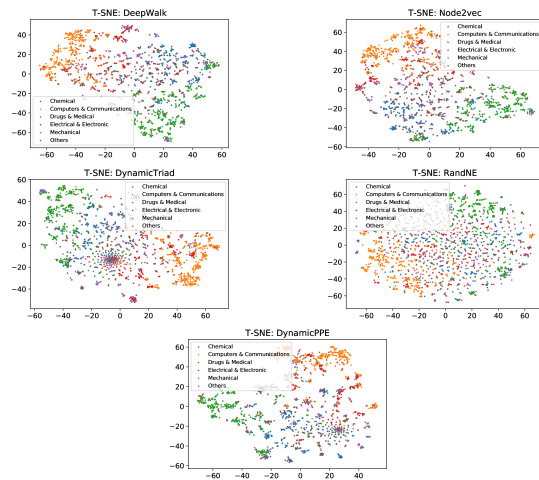 T-SNE: DeepWalk
40
20
0
−20
−40
−60
−60 −40 −20 0 20 40 60
Chemical
Computers & Communications
Drugs & Medical
Electrical & Electronic
Mechanical
Others
T-SNE: Node2vec
60
40
20
0
−20
−40
−40 −20 0 20 40 60
Chemical
Computers & Communications
Drugs & Medical
Electrical & Electronic
Mechanical
Others
T-SNE: DynamicTriad
60
40
20
0
−20
−40
−60 −40 −20 0 20 40 60 80
Chemical
Computers & Communications
Drugs & Medical
Electrical & Electronic
Mechanical
Others
T-SNE: RandNE
60
40
20
0
−20
−40
−60
−60 −40 −20 0 20 40 60
Chemical
Computers & Communications
Drugs & Medical
Electrical & Electronic
Mechanical
Others
T-SNE: DynamicPPE
60
40
20
0
−20
−40
−60
−60 −40 −20 0 20 40
Chemical
Computers & Communications
Drugs & Medical
Electrical & Electronic
Mechanical
Others